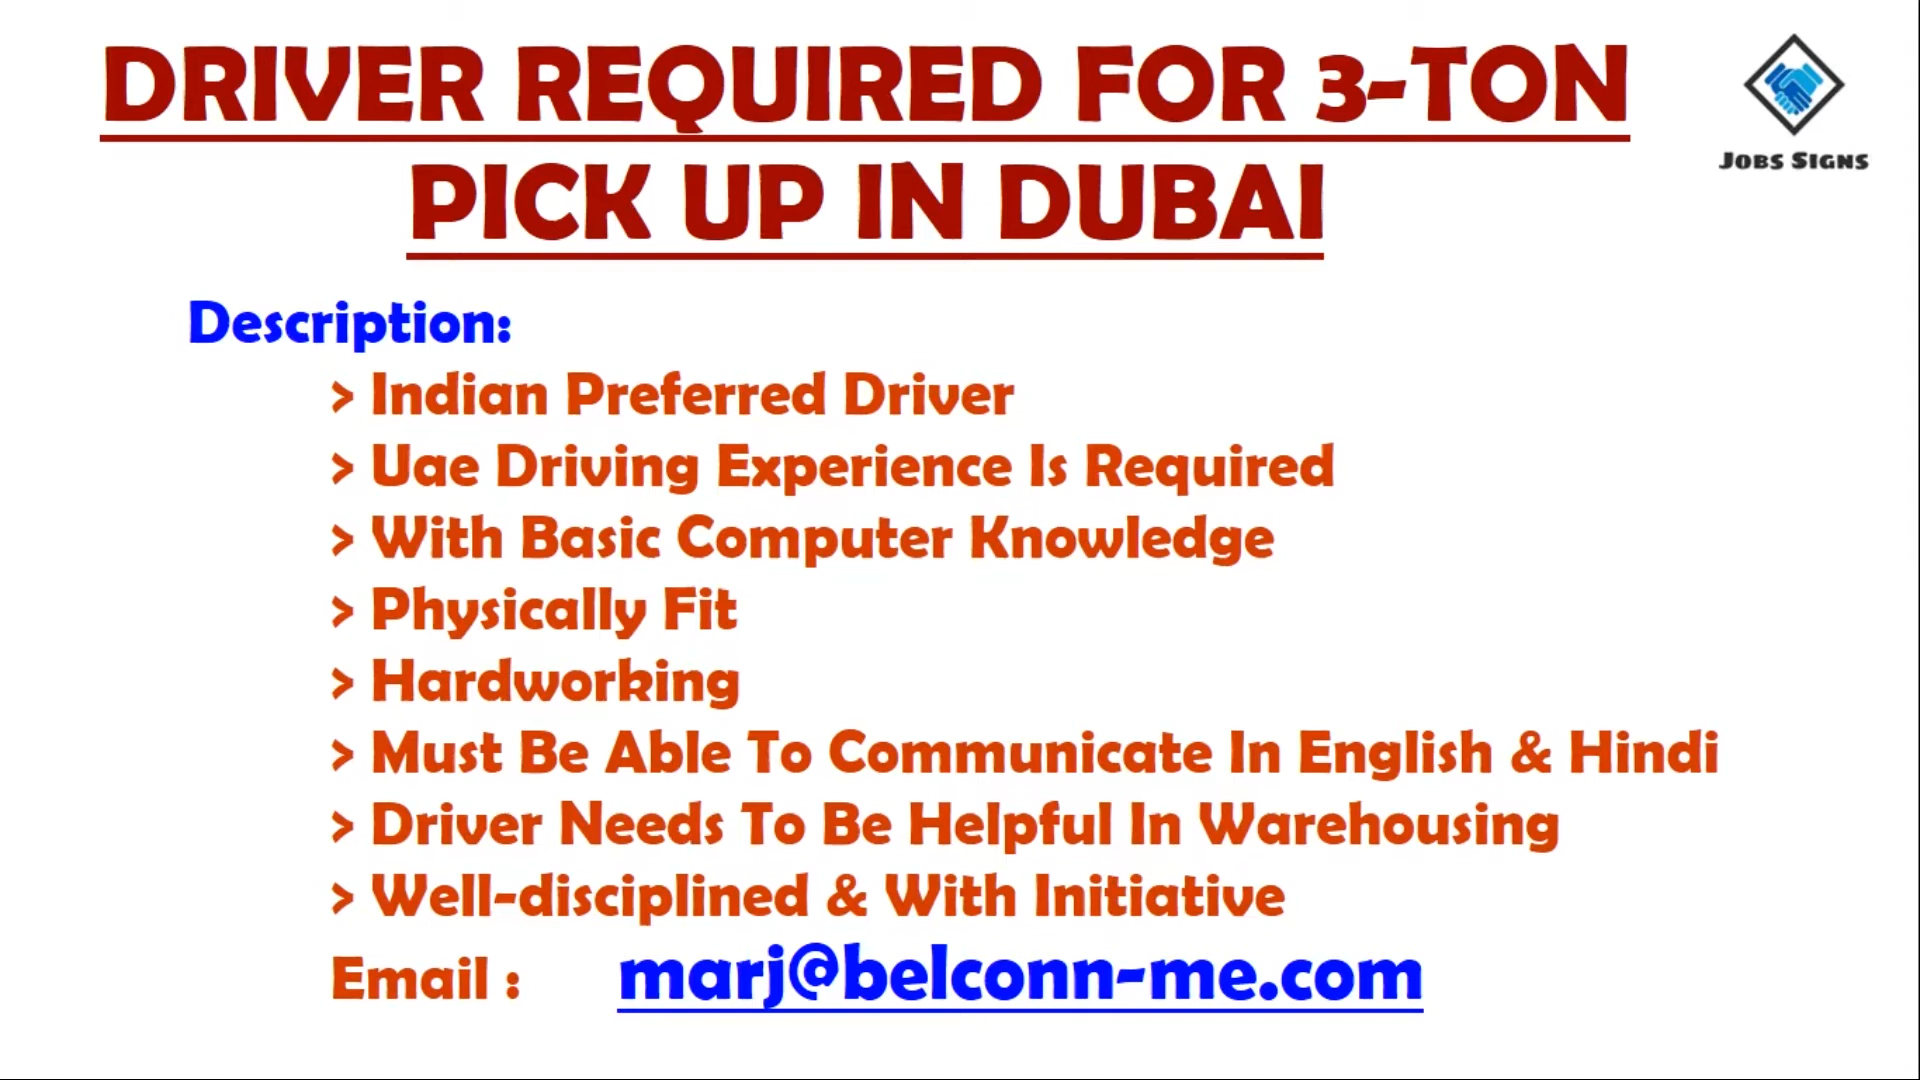 DRIVER REQUIRED FOR 3-TON
PICK UP IN DUBAI
JOBS SIGNS
Description:
> Indian Preferred Driver
> Uae Driving Experience Is Required
> With Basic Computer Knowledge
> Physically Fit
> Hardworking
> Must Be Able To Communicate In English & Hindi
> Driver Needs To Be Helpful In Warehousing
> Well-disciplined & With Initiative
Email : marj@belconn-me.com